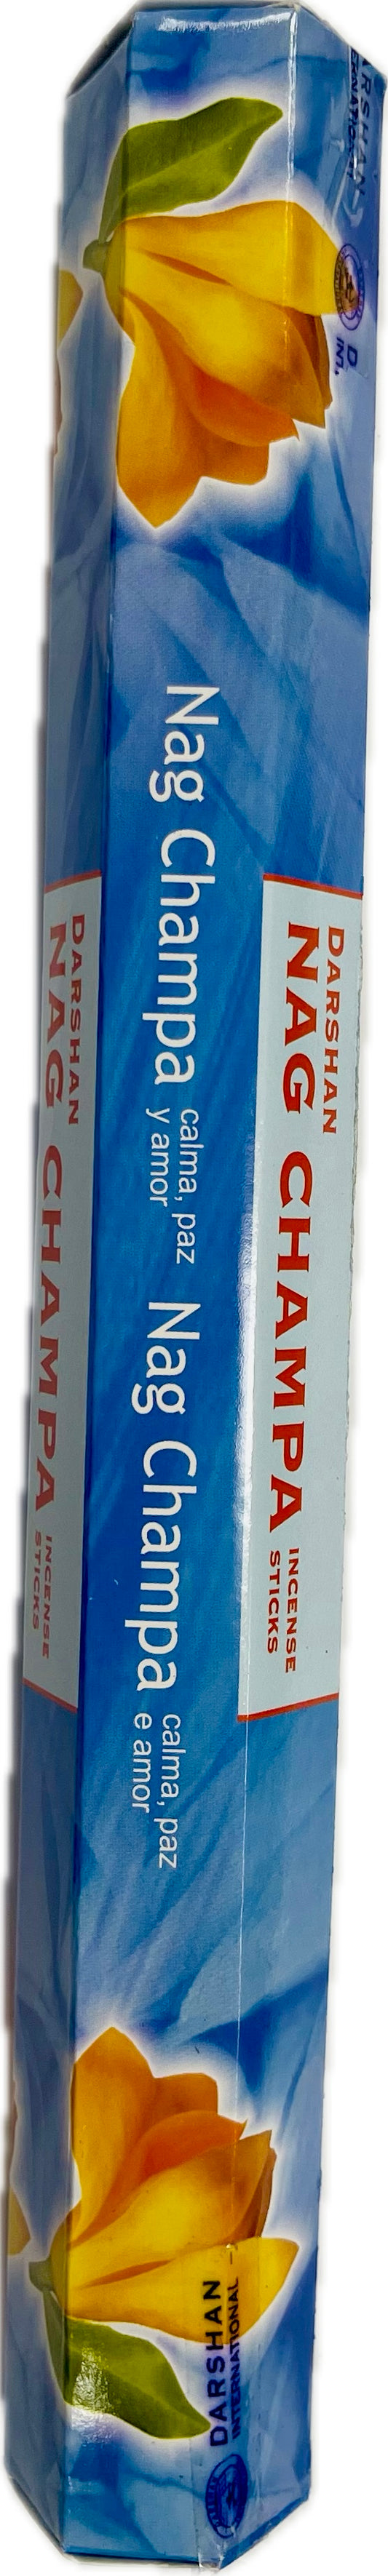 DARSHAN
NAG CHAMPA
INCENSE
STICKS
Nag Champa
calma, paz
y amor
Nag Champa
calma, paz
e amor
DARSHAN
NAG CHAMPA
INCENSE
STICKS
DARSHAN
INTERNATIONAL